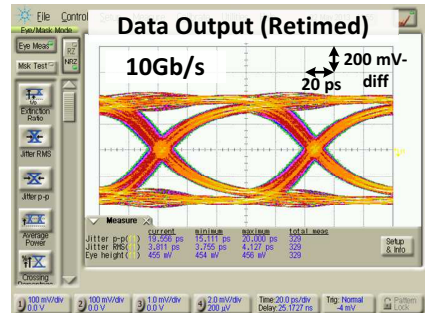 File Control
Data Output (Retimed)
Eye/Mask Mode
Eye Meas
Msk Test
RZ
NRZ
10Gb/s
200 mV-
diff
20 ps
Extinction
Ratio
Jitter RMS
Jitter p-p
Average
Power
Crossing
Measure
current minimum maximum total meas
Jitter p-p( ) 19.556 ps 15.111 ps 20.000 ps 329
Jitter RMS( ) 3.811 ps 3.755 ps 4.127 ps 329
Eye height( ) 455 mV 454 mV 456 mV 329
Setup
& Info
1 100 mV/div
0.0 V
2 100 mV/div
0.0 V
3 1.0 mV/div
0.0 V
4 2.0 mV/div
200 µV
Time:20.0 ps/div
Delay:25.1727 ns
Trig: Normal
-4 mV
Pattern
Lock